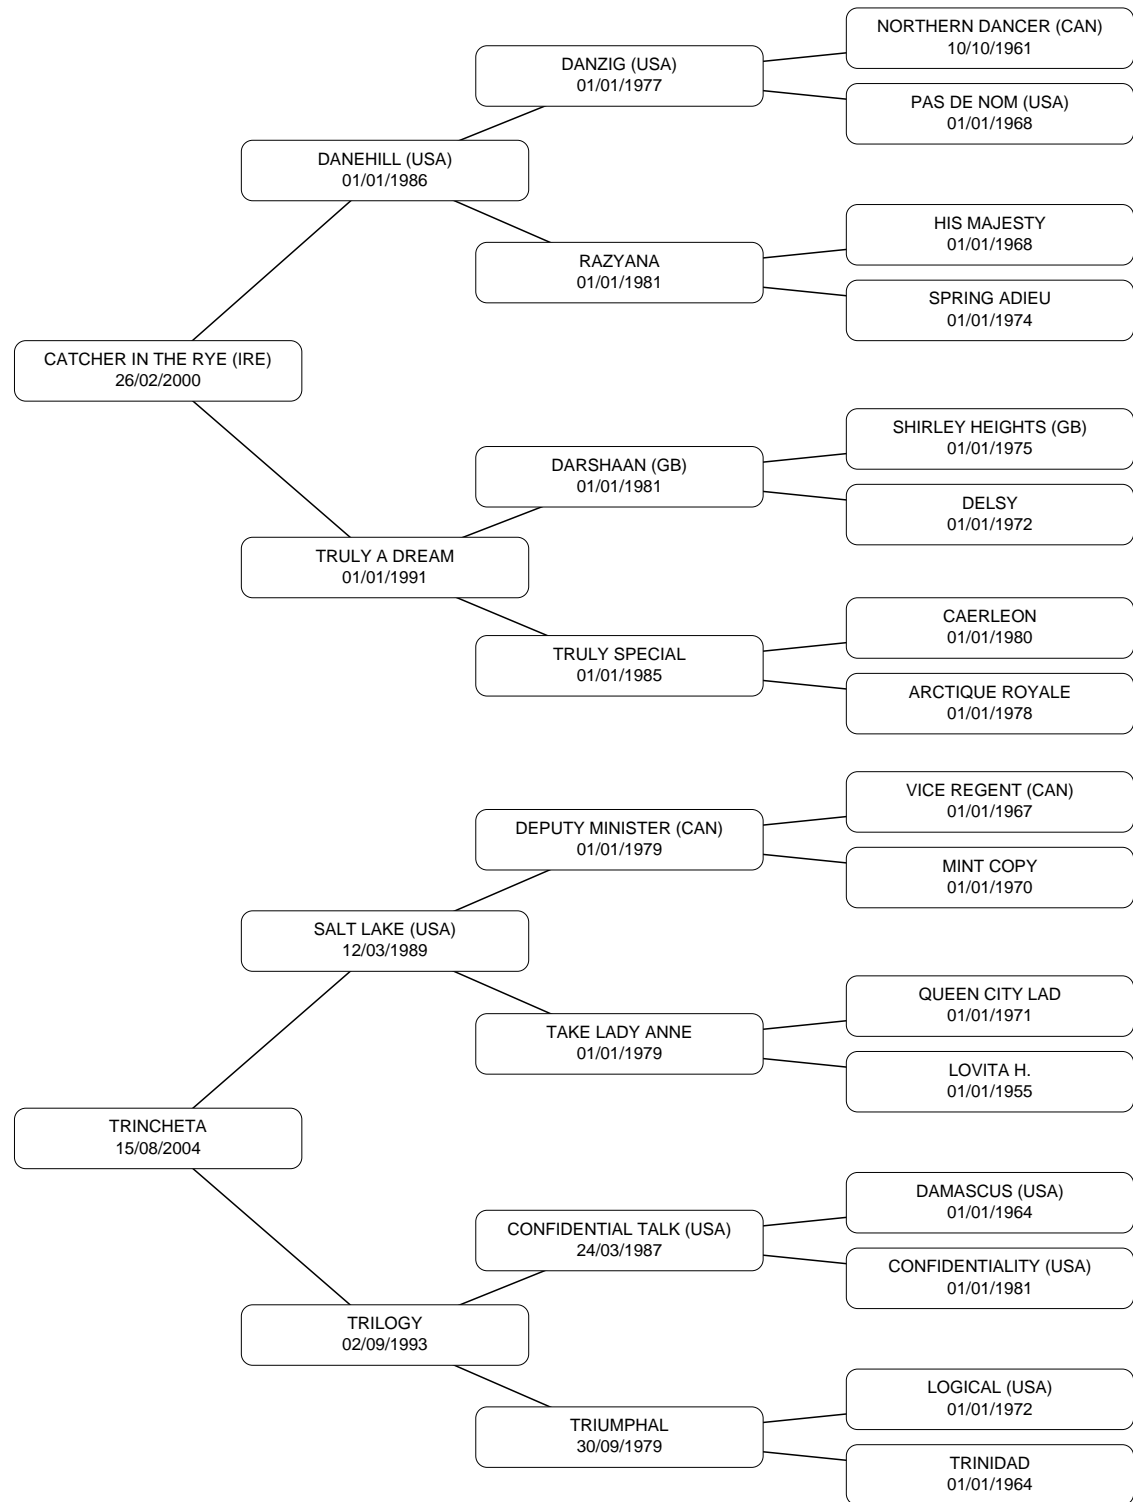 NORTHERN DANCER (CAN)
10/10/1961
DANZIG (USA)
01/01/1977
PAS DE NOM (USA)
01/01/1968
DANEHILL (USA)
01/01/1986
HIS MAJESTY
01/01/1968
RAZYANA
01/01/1981
SPRING ADIEU
01/01/1974
CATCHER IN THE RYE (IRE)
26/02/2000
SHIRLEY HEIGHTS (GB)
01/01/1975
DARSHAAN (GB)
01/01/1981
DELSY
01/01/1972
TRULY A DREAM
01/01/1991
CAERLEON
01/01/1980
TRULY SPECIAL
01/01/1985
ARCTIQUE ROYALE
01/01/1978
VICE REGENT (CAN)
01/01/1967
DEPUTY MINISTER (CAN)
01/01/1979
MINT COPY
01/01/1970
SALT LAKE (USA)
12/03/1989
QUEEN CITY LAD
01/01/1971
TAKE LADY ANNE
01/01/1979
LOVITA H.
01/01/1955
TRINCHETA
15/08/2004
DAMASCUS (USA)
01/01/1964
CONFIDENTIAL TALK (USA)
24/03/1987
CONFIDENTIALITY (USA)
01/01/1981
TRILOGY
02/09/1993
LOGICAL (USA)
01/01/1972
TRIUMPHAL
30/09/1979
TRINIDAD
01/01/1964